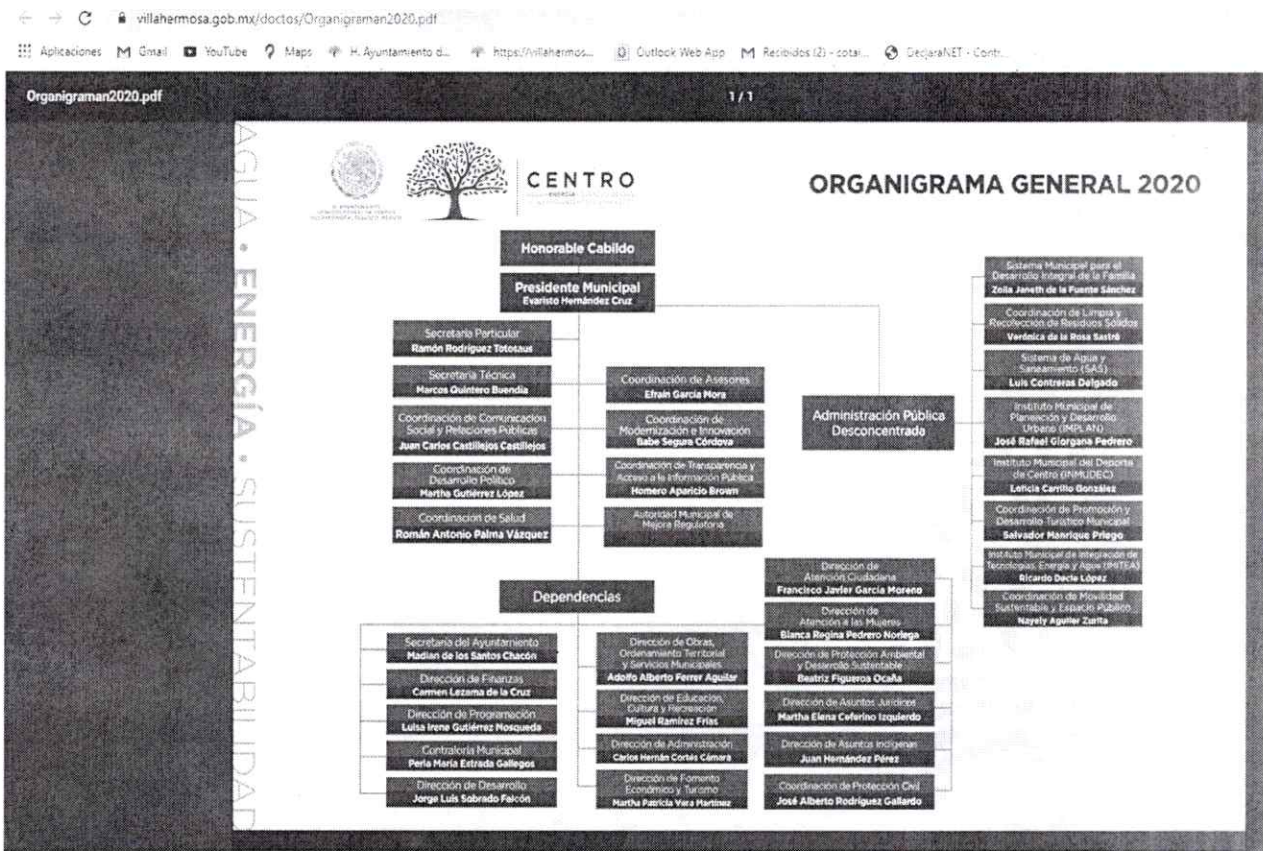 villahermosa.gob.mx/doctos/Organigraman2020.pdf
Aplicaciones
Gmail
YouTube
Maps
H. Ayuntamiento d...
https://villahermos...
Outlook Web App
Recibidos (2) - cotai...
DeclaraNET - Contr...
Organigraman2020.pdf
1 / 1
AGUA • ENERGÍA • SUSTENTABILIDAD
CENTRO
ENERGÍA
ORGANIGRAMA GENERAL 2020
Honorable Cabildo
Presidente Municipal
Evaristo Hernández Cruz
Secretaría Particular
Ramón Rodríguez Totosaus
Secretaría Técnica
Marcos Quintero Buendía
Coordinación de Comunicación
Social y Relaciones Públicas
Juan Carlos Castillejos Castillejos
Coordinación de
Desarrollo Político
Martha Gutiérrez López
Coordinación de Salud
Román Antonio Palma Vázquez
Coordinación de Asesores
Efraín García Mora
Coordinación de
Modernización e Innovación
Babe Segura Córdova
Coordinación de Transparencia y
Acceso a la Información Pública
Homero Aparicio Brown
Autoridad Municipal de
Mejora Regulatoria
Administración Pública
Desconcentrada
Sistema Municipal para el
Desarrollo Integral de la Familia
Zoila Janeth de la Fuente Sánchez
Coordinación de Limpia y
Recolección de Residuos Sólidos
Verónica de la Rosa Sastré
Sistema de Agua y
Saneamiento (SAS)
Luis Contreras Delgado
Instituto Municipal de
Planeación y Desarrollo
Urbano (IMPLAN)
José Rafael Giorgana Pedrero
Instituto Municipal del Deporte
de Centro (INMUDEC)
Leticia Carrillo González
Coordinación de Promoción y
Desarrollo Turístico Municipal
Salvador Manrique Priego
Instituto Municipal de Integración de
Tecnologías, Energía y Agua (IMITEA)
Ricardo Decle López
Coordinación de Movilidad
Sustentable y Espacio Público
Nayely Aguiler Zurita
Dependencias
Secretaría del Ayuntamiento
Madian de los Santos Chacón
Dirección de Finanzas
Carmen Lezama de la Cruz
Dirección de Programación
Luisa Irene Gutiérrez Mosqueda
Contraloría Municipal
Perla María Estrada Gallegos
Dirección de Desarrollo
Jorge Luis Sobrado Falcón
Dirección de Obras,
Ordenamiento Territorial
y Servicios Municipales
Adolfo Alberto Ferrer Aguilar
Dirección de Educación,
Cultura y Recreación
Miguel Ramírez Frías
Dirección de Administración
Carlos Hernán Cortés Cámara
Dirección de Fomento
Económico y Turismo
Martha Patricia Vera Martínez
Dirección de
Atención Ciudadana
Francisco Javier García Moreno
Dirección de
Atención a las Mujeres
Blanca Regina Pedrero Noriega
Dirección de Protección Ambiental
y Desarrollo Sustentable
Beatriz Figueroa Ocaña
Dirección de Asuntos Jurídicos
Martha Elena Ceferino Izquierdo
Dirección de Asuntos Indígenas
Juan Hernández Pérez
Coordinación de Protección Civil
José Alberto Rodríguez Gallardo